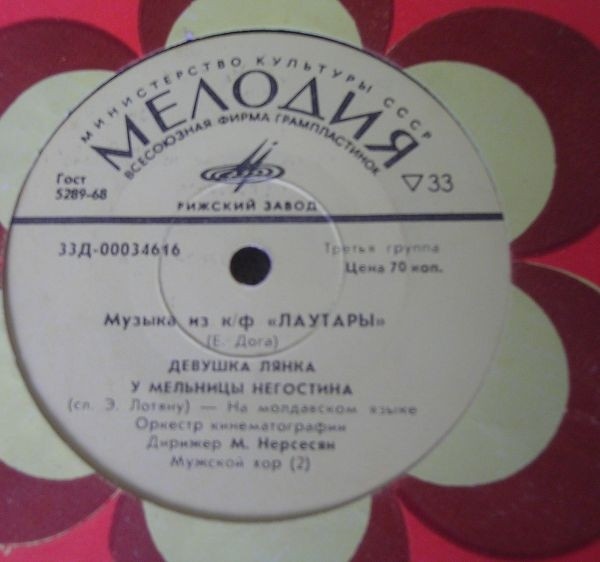 МИНИСТЕРСТВО КУЛЬТУРЫ СССР
МЕЛОДИЯ
ВСЕСОЮЗНАЯ ФИРМА ГРАМПЛАСТИНОК
Гост
5289-68
33
РИЖСКИЙ ЗАВОД
33Д-00034616
Третья группа
Цена 70 коп.
Музыка из к/ф «ЛАУТАРЫ»
(Е. Дога)
ДЕВУШКА ЛЯНКА
У МЕЛЬНИЦЫ НЕГОСТИНА
(сл. Э. Лотяну) — На молдавском языке
Оркестр кинематографии
Дирижер М. Нерсесян
Мужской хор (2)